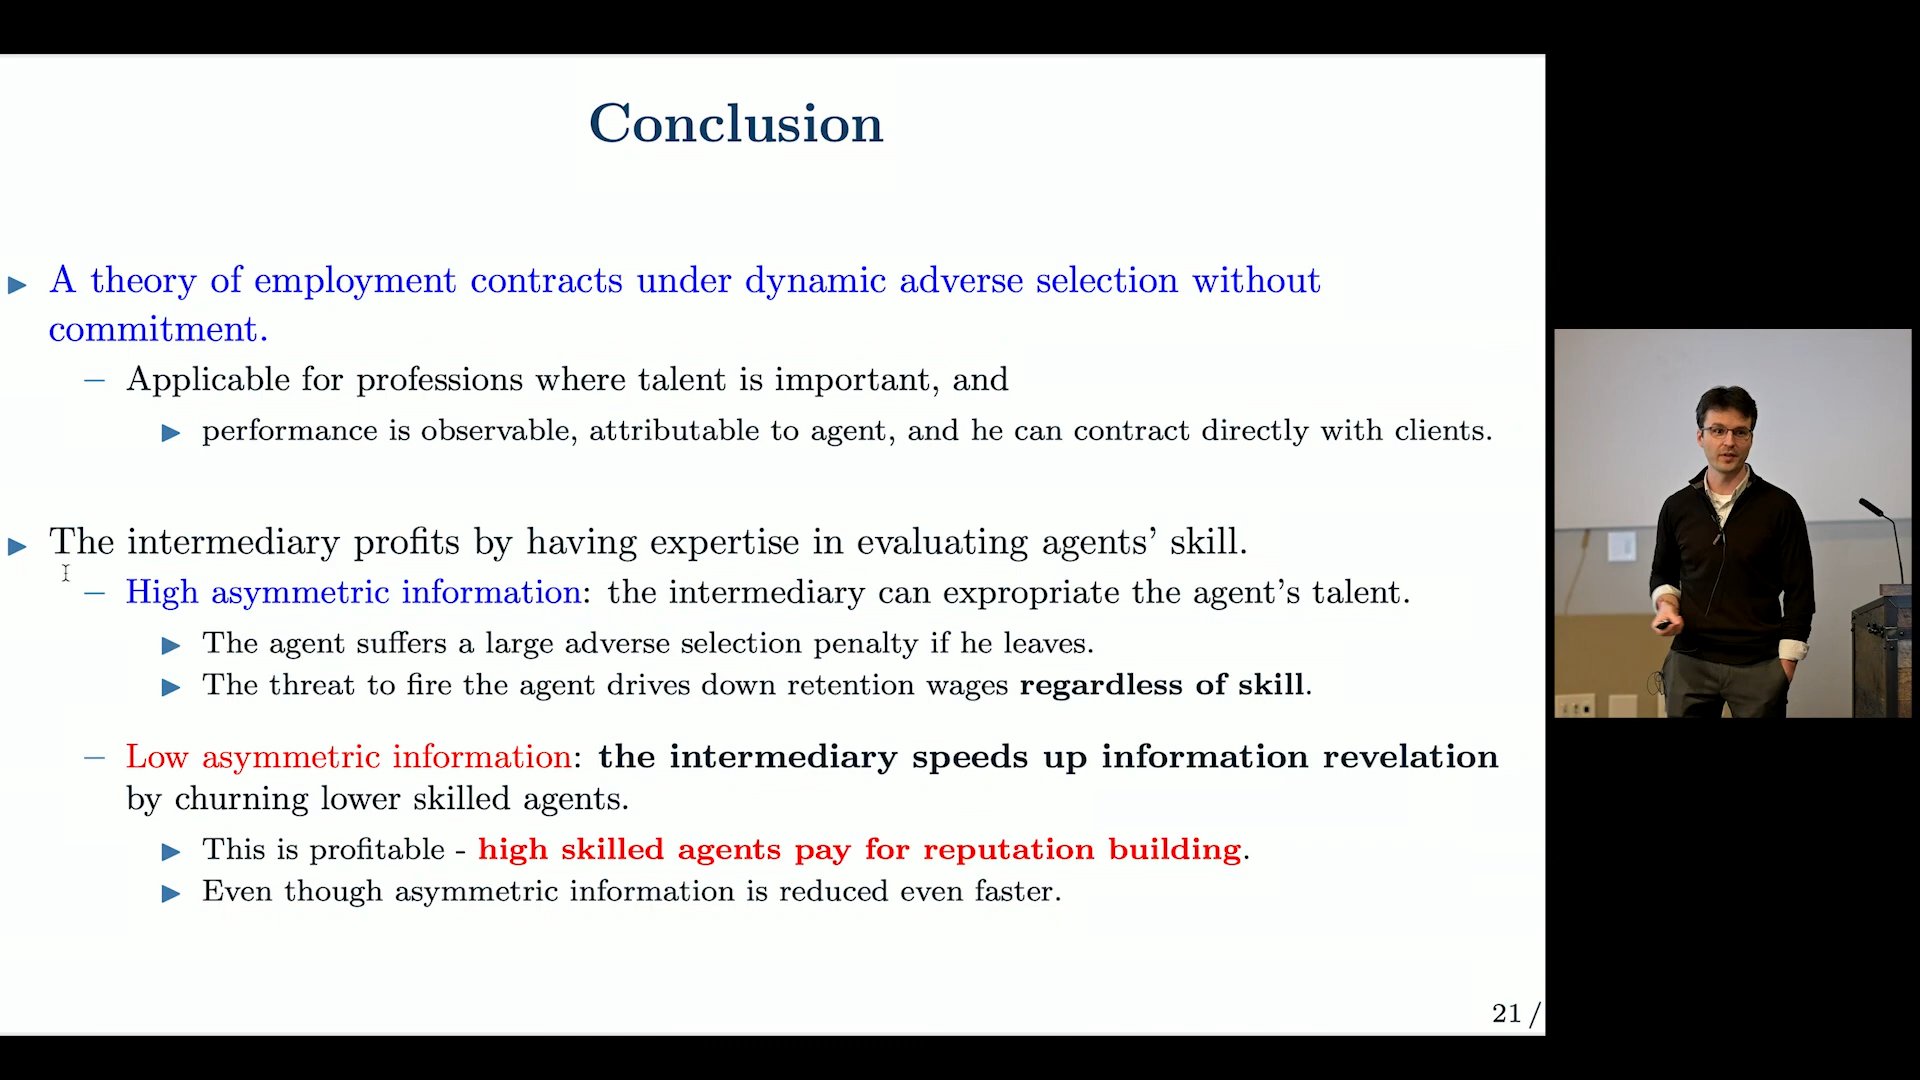 Conclusion
▶ A theory of employment contracts under dynamic adverse selection without
commitment.
– Applicable for professions where talent is important, and
▶ performance is observable, attributable to agent, and he can contract directly with clients.
▶ The intermediary profits by having expertise in evaluating agents’ skill.
– High asymmetric information: the intermediary can expropriate the agent’s talent.
▶ The agent suffers a large adverse selection penalty if he leaves.
▶ The threat to fire the agent drives down retention wages regardless of skill.
– Low asymmetric information: the intermediary speeds up information revelation
by churning lower skilled agents.
▶ This is profitable - high skilled agents pay for reputation building.
▶ Even though asymmetric information is reduced even faster.
21 /